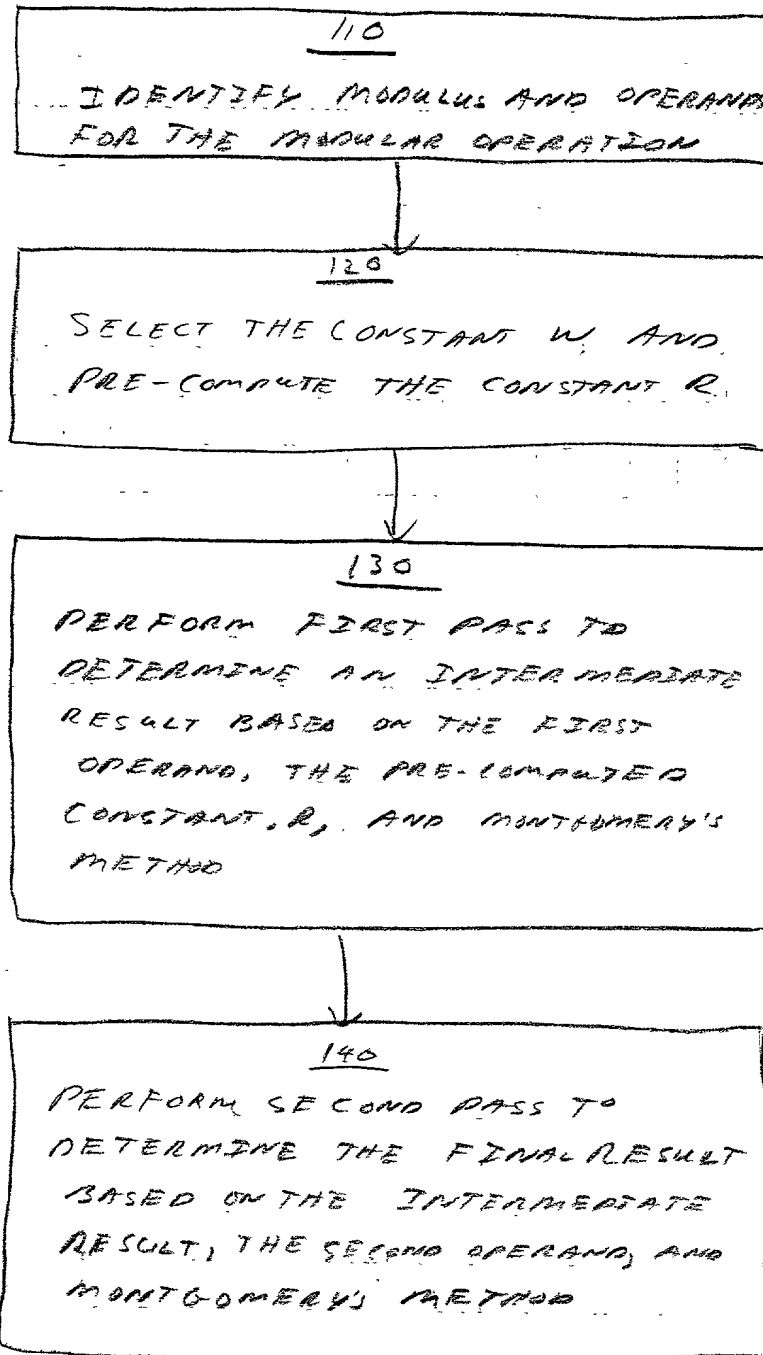 110
IDENTIFY MODULUS AND OPERANDS
FOR THE MODULAR OPERATION
120
SELECT THE CONSTANT W AND
PRE-COMPUTE THE CONSTANT R
130
PERFORM FIRST PASS TO
DETERMINE AN INTERMEDIATE
RESULT BASED ON THE FIRST
OPERAND, THE PRE-COMPUTED
CONSTANT, R, AND MONTGOMERY'S
METHOD
140
PERFORM SECOND PASS TO
DETERMINE THE FINAL RESULT
BASED ON THE INTERMEDIATE
RESULT, THE SECOND OPERAND, AND
MONTGOMERY'S METHOD